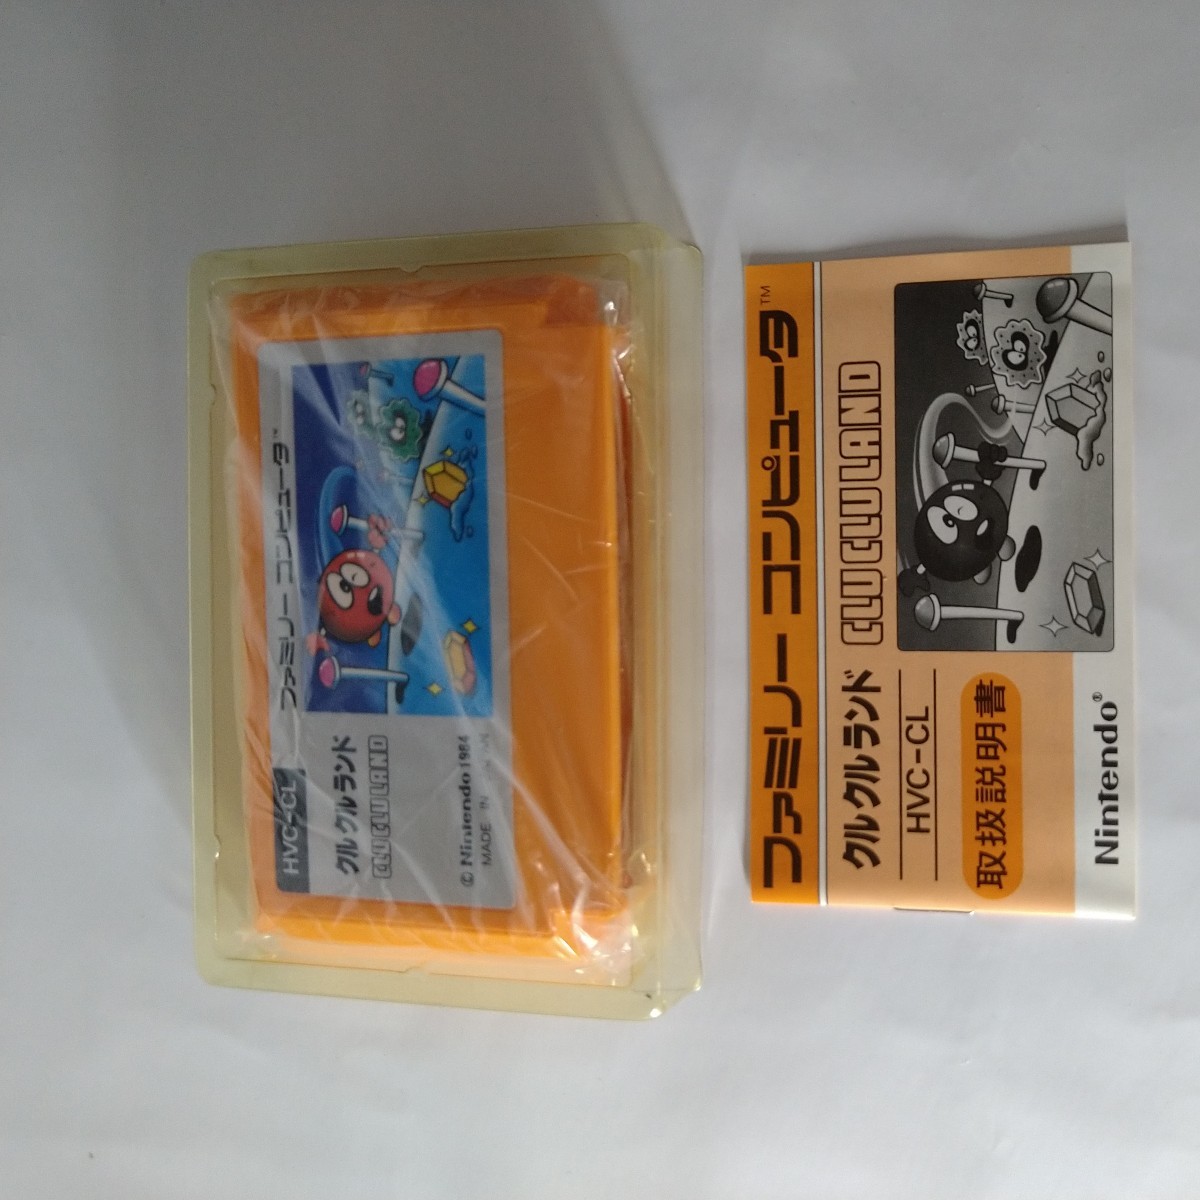 HVC-CL
ファミリー コンピュータ™
クルクルランド
CLU CLU LAND
© Nintendo 1984
MADE IN JAPAN
ファミリー コンピュータ™
クルクルランド CLU CLU LAND
HVC-CL
取扱説明書
Nintendo®